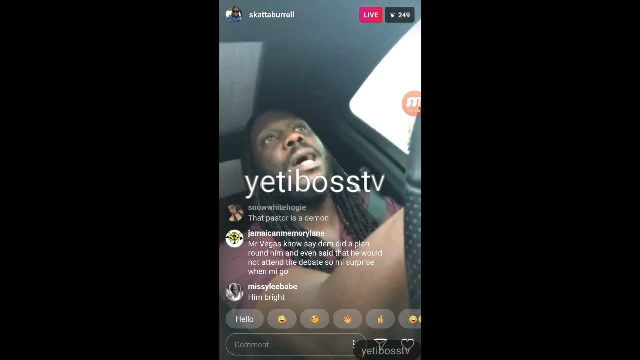 skattaburrell
LIVE
249
yetibosstv
snowwhitehogie
That pastor is a demon
jamaicanmemorylane
Mr Vegas know say dem did a plan
round him and even said that he would
not attend the debate so mi surprise
when mi go
missyleebabe
Him bright
Hello
Comment
yetibosstv